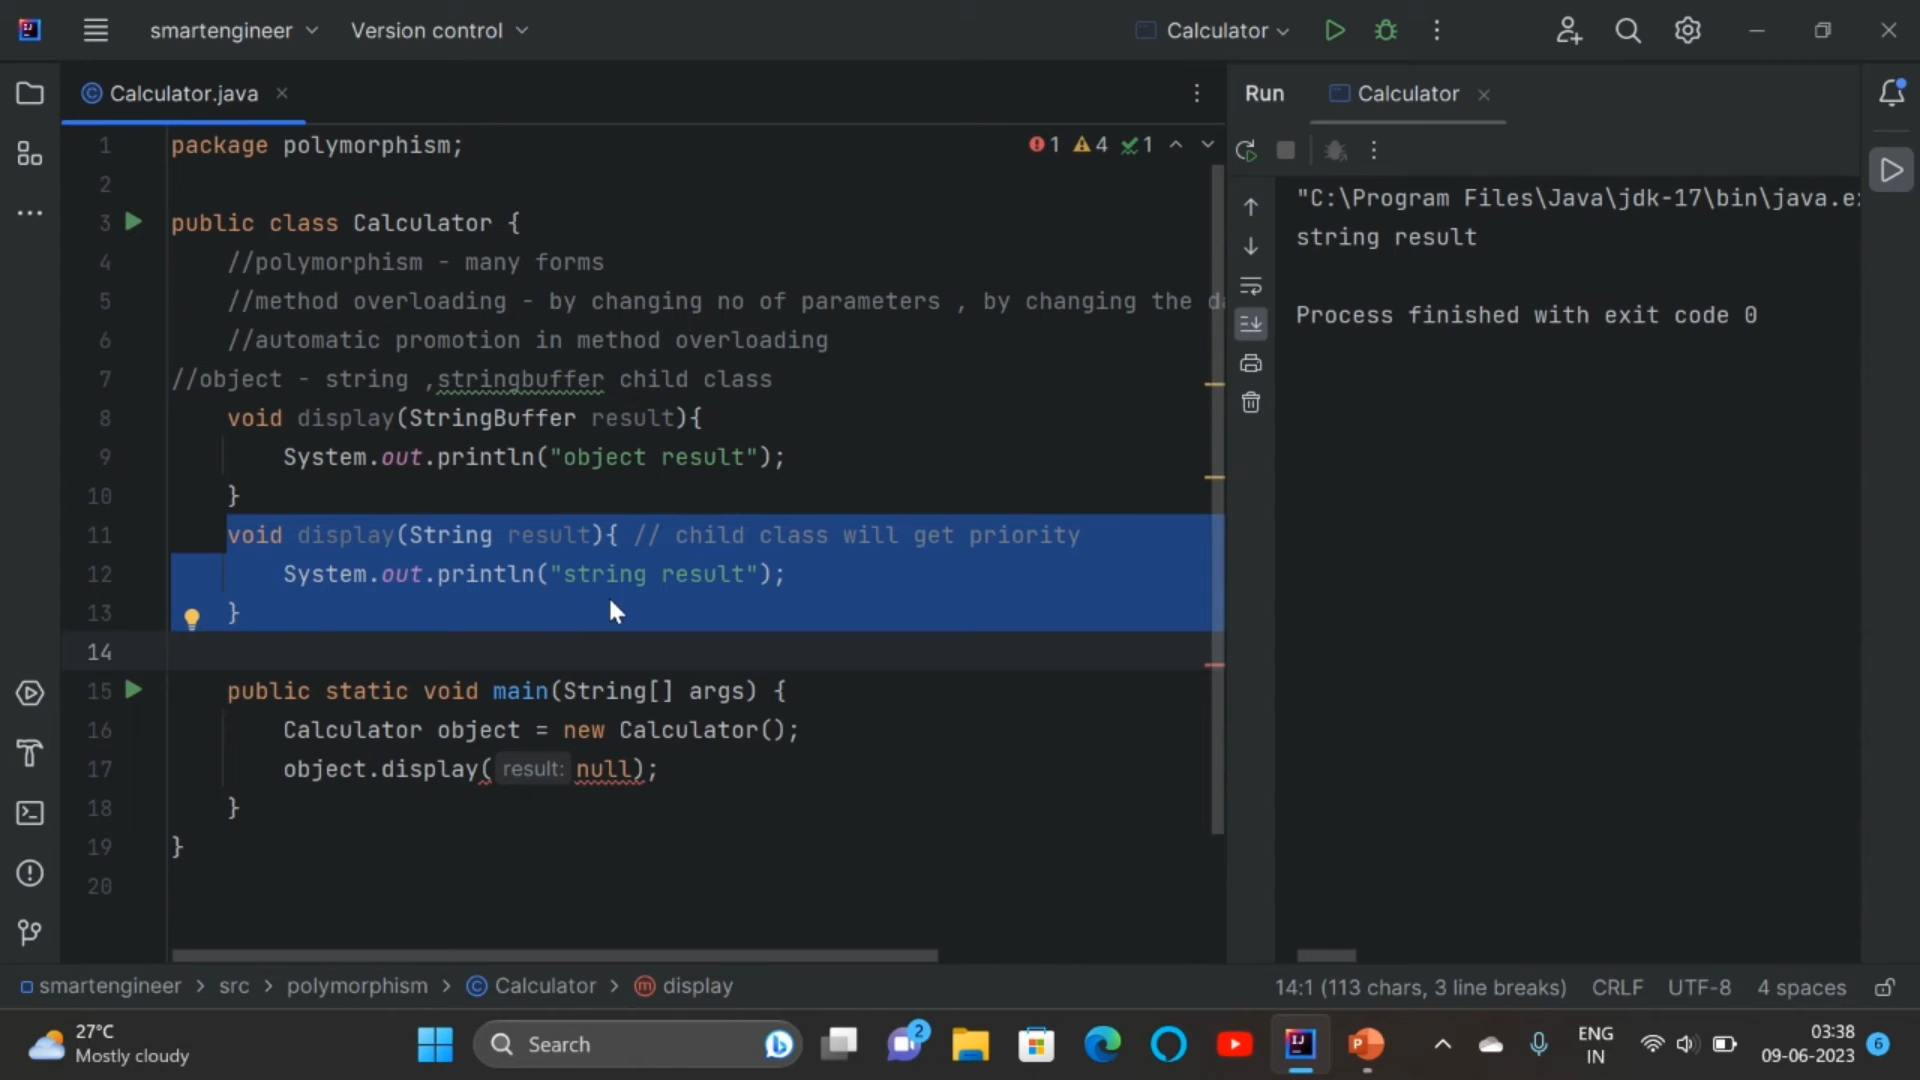 smartengineer
Version control
Calculator
Calculator.java
Run
Calculator
1 package polymorphism;
1 4 1
2
3 public class Calculator {
4 //polymorphism - many forms
5 //method overloading - by changing no of parameters , by changing the da
6 //automatic promotion in method overloading
7 //object - string ,stringbuffer child class
8 void display(StringBuffer result){
9 System.out.println("object result");
10 }
11 void display(String result){ // child class will get priority
12 System.out.println("string result");
13 }
14
15 public static void main(String[] args) {
16 Calculator object = new Calculator();
17 object.display( result: null);
18 }
19 }
20
"C:\Program Files\Java\jdk-17\bin\java.ex
string result
Process finished with exit code 0
smartengineer > src > polymorphism > Calculator > display
14:1 (113 chars, 3 line breaks) CRLF UTF-8 4 spaces
27°C
Mostly cloudy
Search
2
ENG
IN
03:38
09-06-2023
6